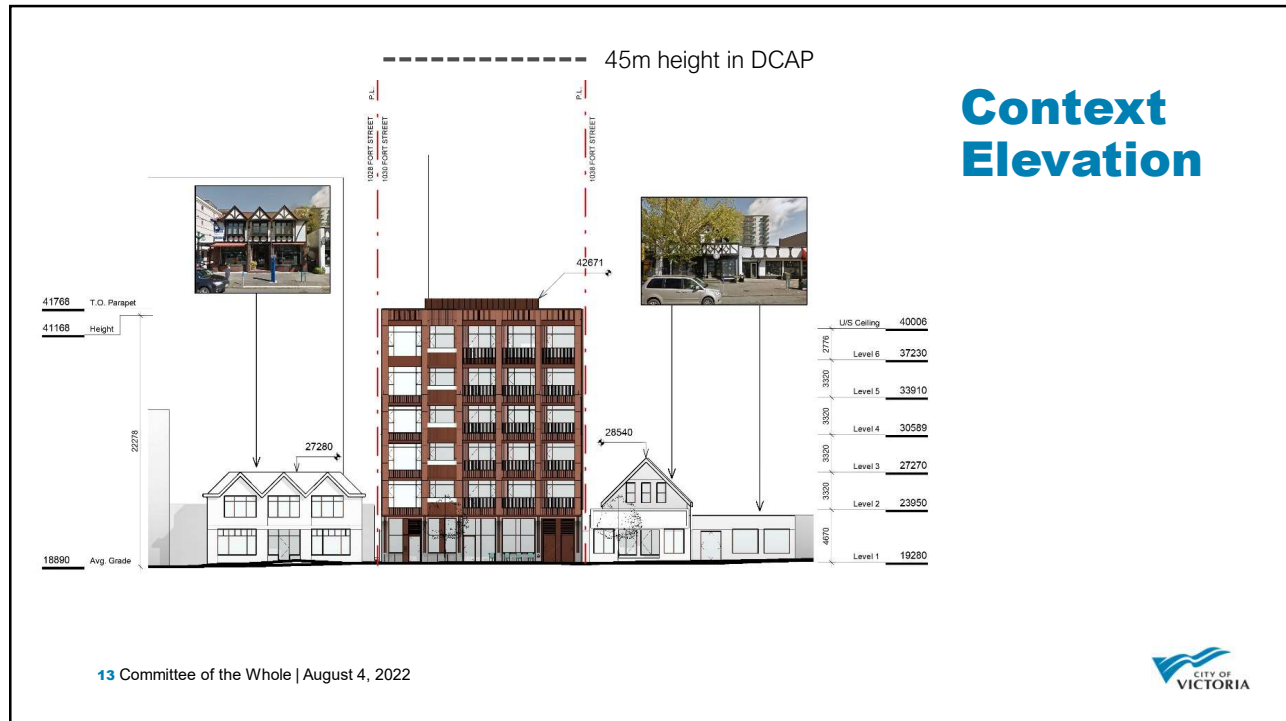 45m height in DCAP
Context
Elevation
P.L.
P.L.
1028 FORT STREET
1030 FORT STREET
1038 FORT STREET
42671
41768 T.O. Parapet
41168 Height
22278
27280
28540
18890 Avg. Grade
U/S Ceiling 40006
2776
Level 6 37230
3320
Level 5 33910
3320
Level 4 30589
3320
Level 3 27270
3320
Level 2 23950
4670
Level 1 19280
13 Committee of the Whole | August 4, 2022
CITY OF
VICTORIA